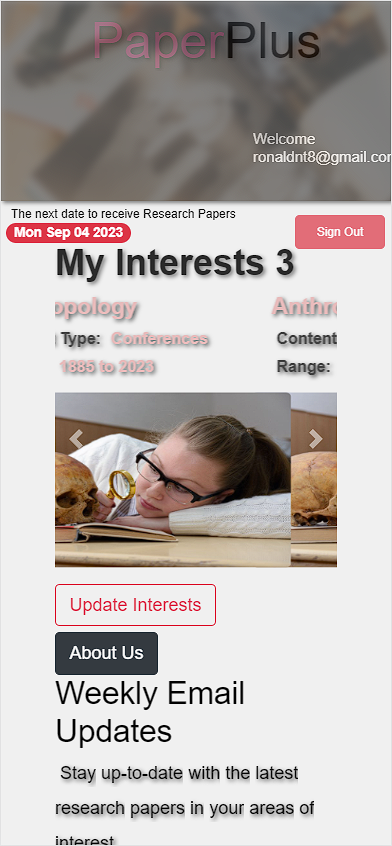 PaperPlus
Welcome
ronaldnt8@gmail.com
The next date to receive Research Papers
Mon Sep 04 2023
Sign Out
My Interests 3
opology
Anthr
Type: Conferences
Content
1885 to 2023
Range:
Update Interests
About Us
Weekly Email
Updates
Stay up-to-date with the latest
research papers in your areas of
interest